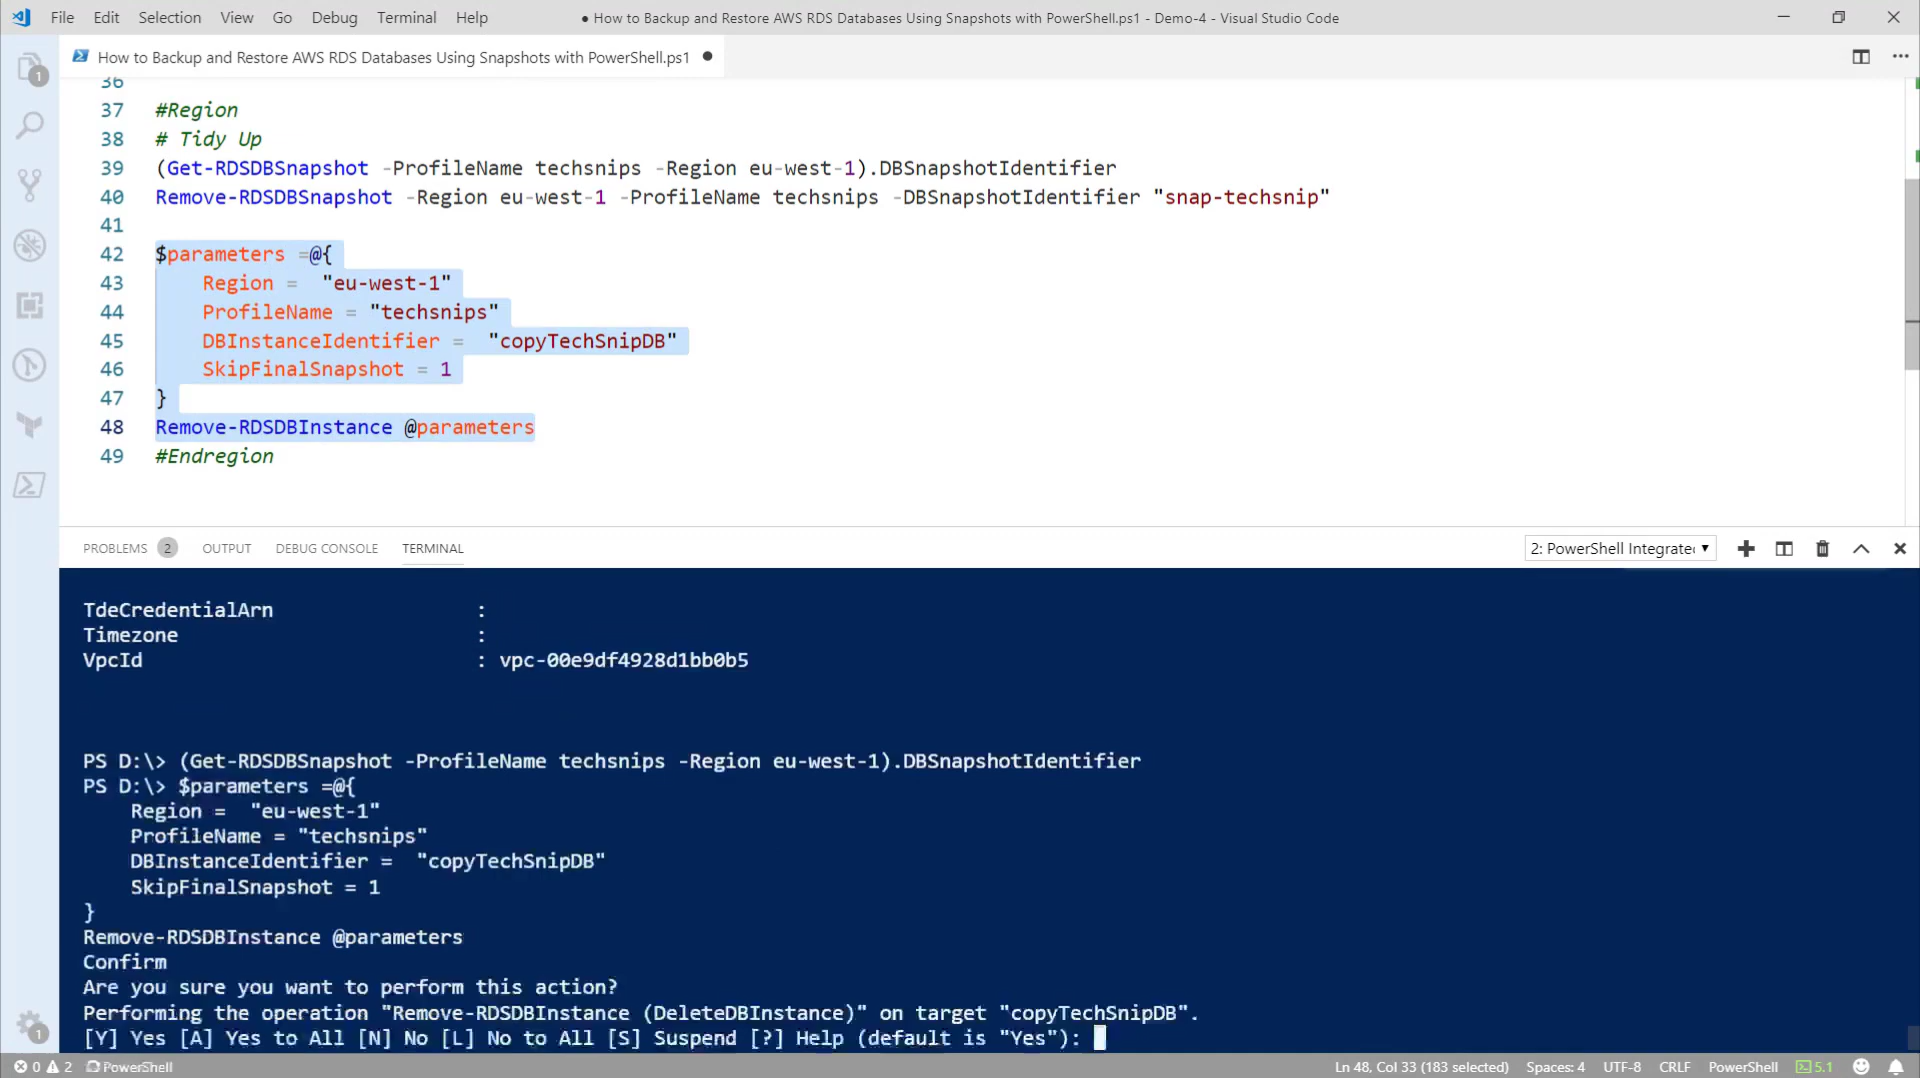 File Edit Selection View Go Debug Terminal Help
● How to Backup and Restore AWS RDS Databases Using Snapshots with PowerShell.ps1 - Demo-4 - Visual Studio Code
How to Backup and Restore AWS RDS Databases Using Snapshots with PowerShell.ps1 ●
1
36
37 #Region
38 # Tidy Up
39 (Get-RDSDBSnapshot -ProfileName techsnips -Region eu-west-1).DBSnapshotIdentifier
40 Remove-RDSDBSnapshot -Region eu-west-1 -ProfileName techsnips -DBSnapshotIdentifier "snap-techsnip"
41
42 $parameters =@{
43     Region =  "eu-west-1"
44     ProfileName = "techsnips"
45     DBInstanceIdentifier =  "copyTechSnipDB"
46     SkipFinalSnapshot = 1
47 }
48 Remove-RDSDBInstance @parameters
49 #Endregion
PROBLEMS 2 OUTPUT DEBUG CONSOLE TERMINAL
2: PowerShell Integrate
TdeCredentialArn :
Timezone :
VpcId : vpc-00e9df4928d1bb0b5
PS D:\> (Get-RDSDBSnapshot -ProfileName techsnips -Region eu-west-1).DBSnapshotIdentifier
PS D:\> $parameters =@{
    Region =  "eu-west-1"
    ProfileName = "techsnips"
    DBInstanceIdentifier =  "copyTechSnipDB"
    SkipFinalSnapshot = 1
}
Remove-RDSDBInstance @parameters
Confirm
Are you sure you want to perform this action?
Performing the operation "Remove-RDSDBInstance (DeleteDBInstance)" on target "copyTechSnipDB".
[Y] Yes [A] Yes to All [N] No [L] No to All [S] Suspend [?] Help (default is "Yes"):
1
0 2 PowerShell
Ln 48, Col 33 (183 selected) Spaces: 4 UTF-8 CRLF PowerShell 5.1